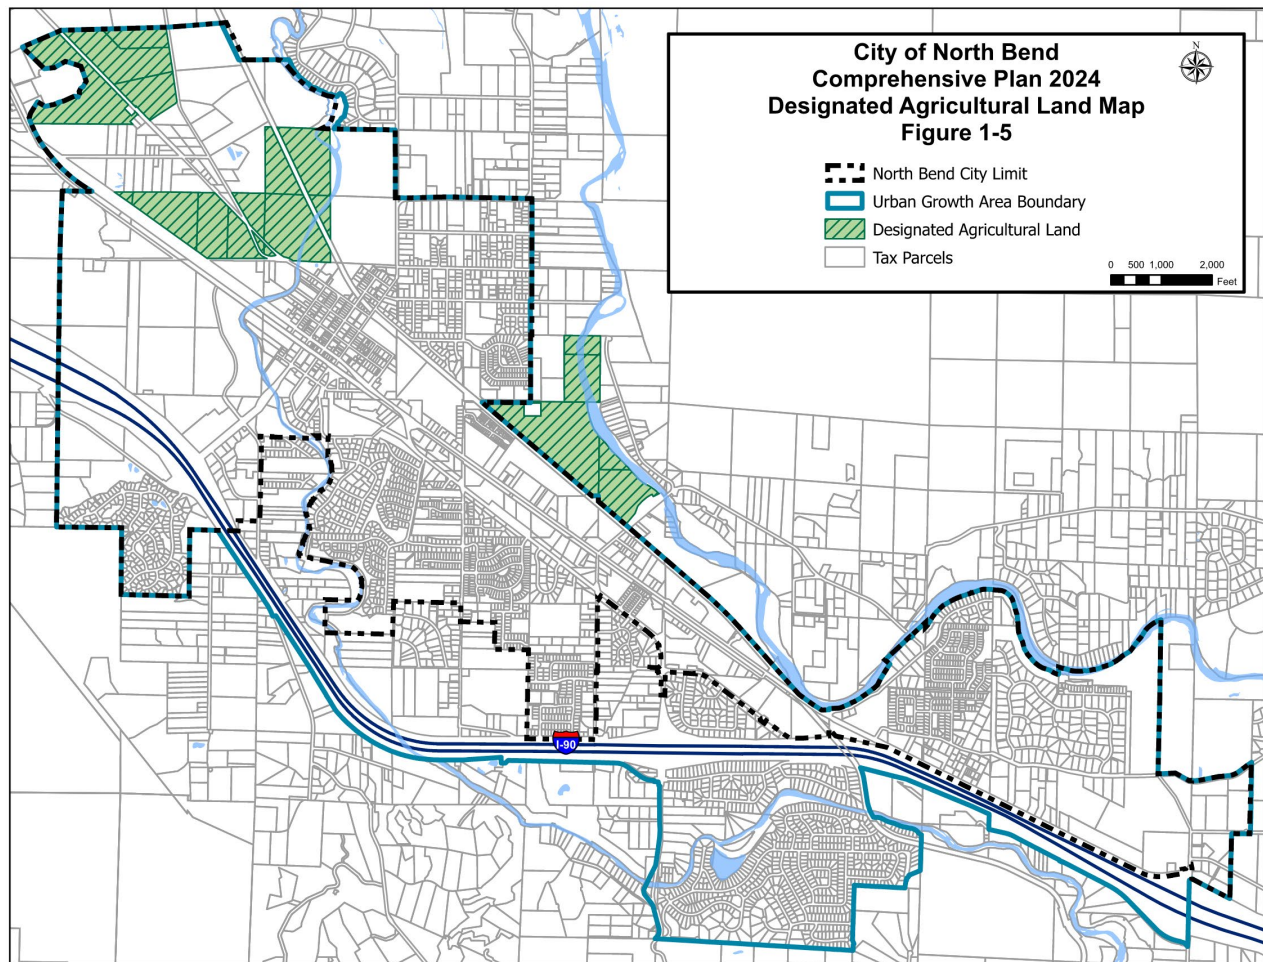 City of North Bend
Comprehensive Plan 2024
Designated Agricultural Land Map
Figure 1-5
N
North Bend City Limit
Urban Growth Area Boundary
Designated Agricultural Land
Tax Parcels
0 500 1,000 2,000
Feet
I-90